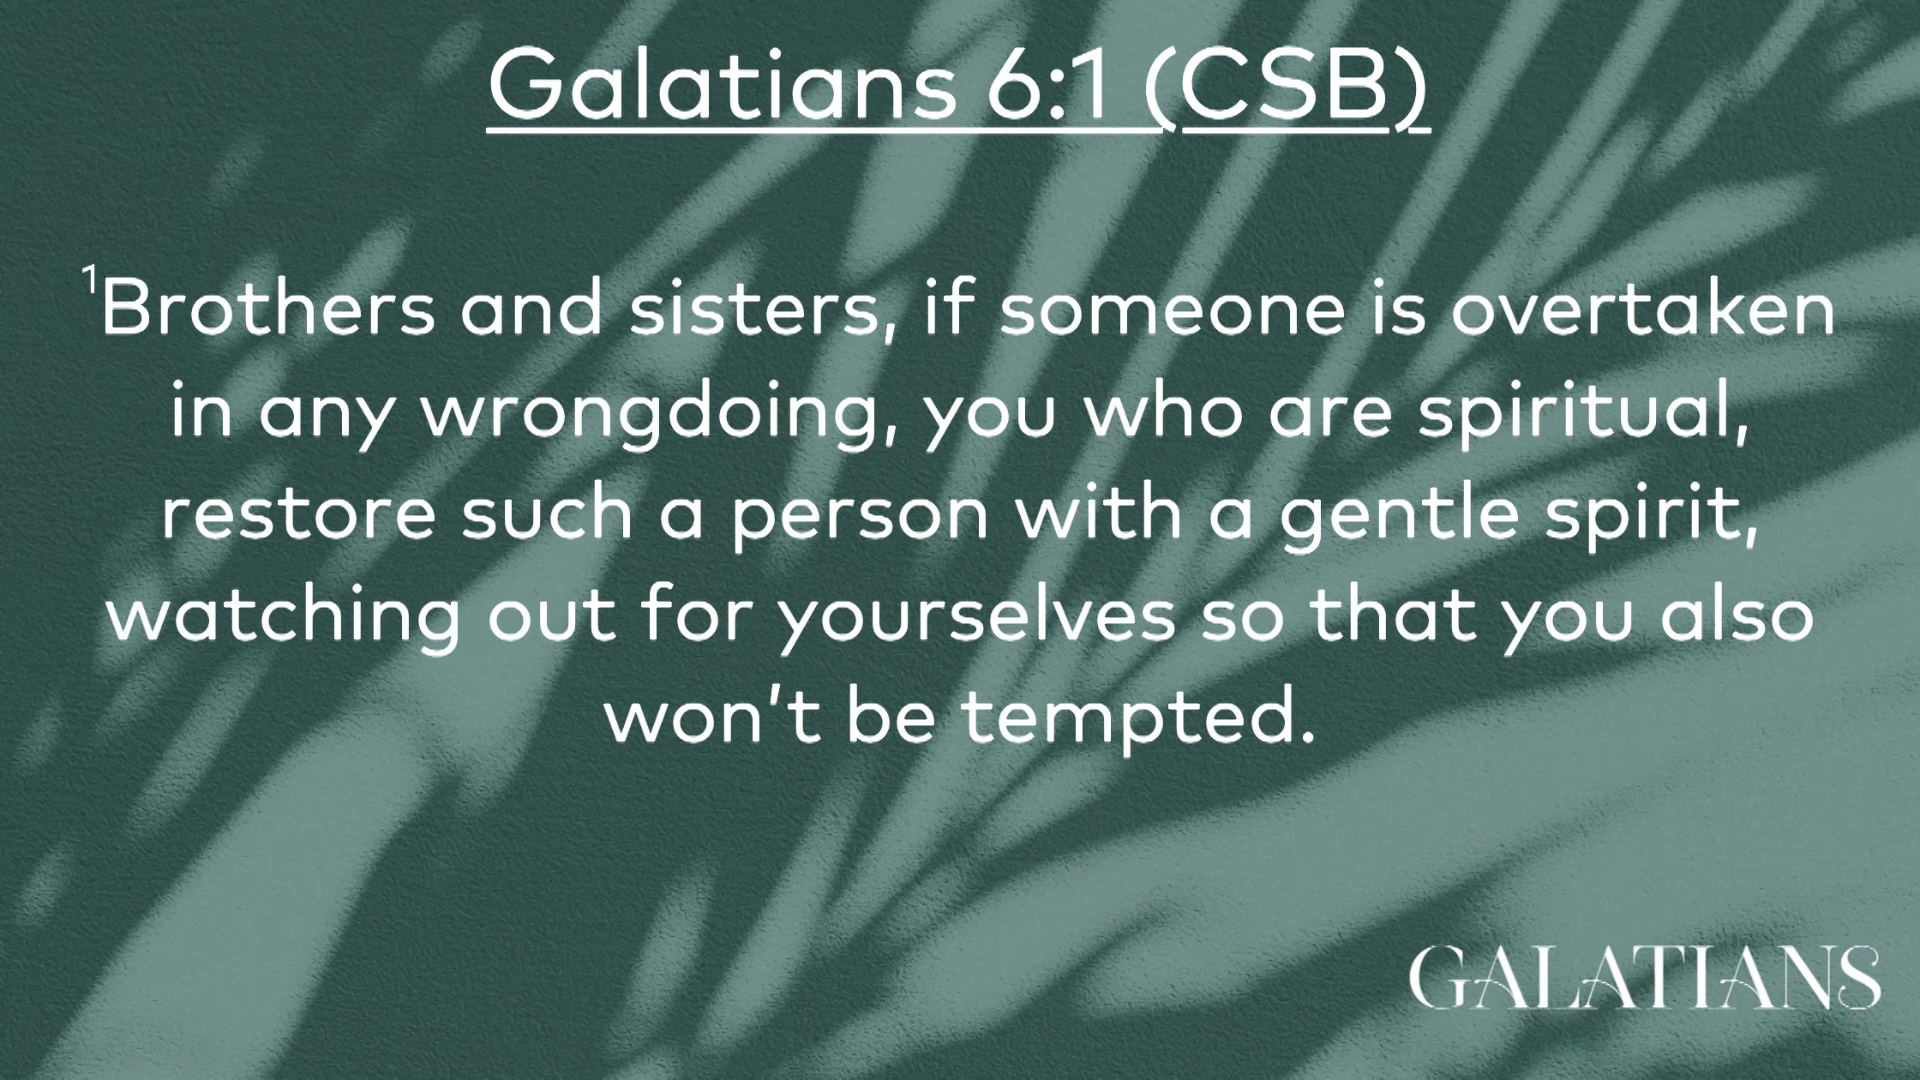 Galatians 6:1 (CSB)
¹Brothers and sisters, if someone is overtaken
in any wrongdoing, you who are spiritual,
restore such a person with a gentle spirit,
watching out for yourselves so that you also
won't be tempted.
GALATIANS